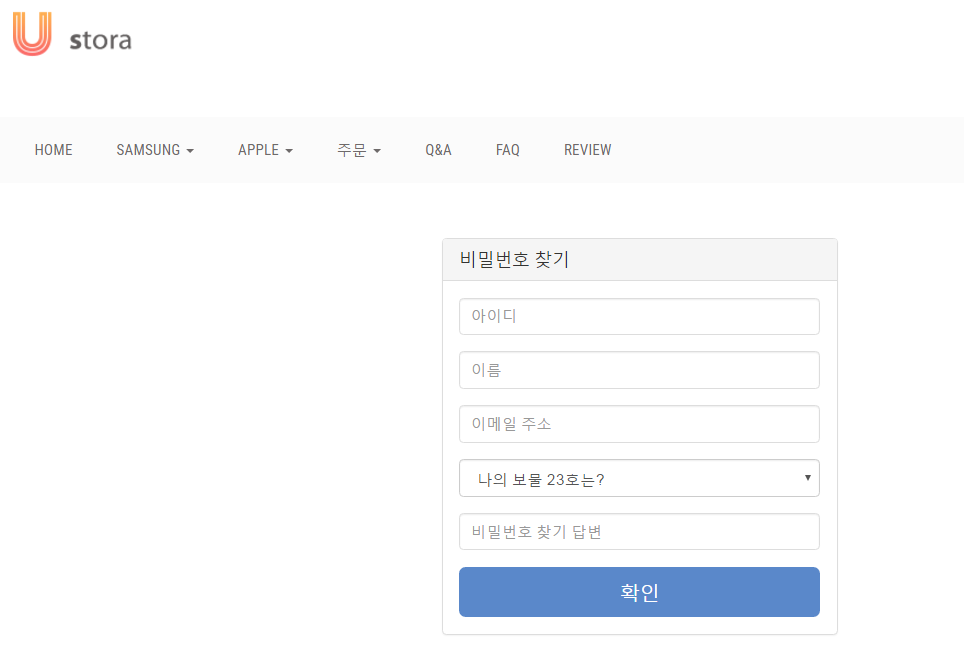 U stora
HOME SAMSUNG APPLE 주문 Q&A FAQ REVIEW
비밀번호 찾기
아이디
이름
이메일 주소
나의 보물 23호는?
비밀번호 찾기 답변
확인